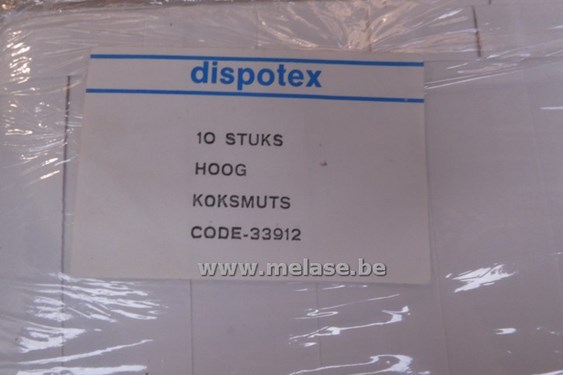 dispotex
10 STUKS
HOOG
KOKSMUTS
CODE-33912
www.melase.be